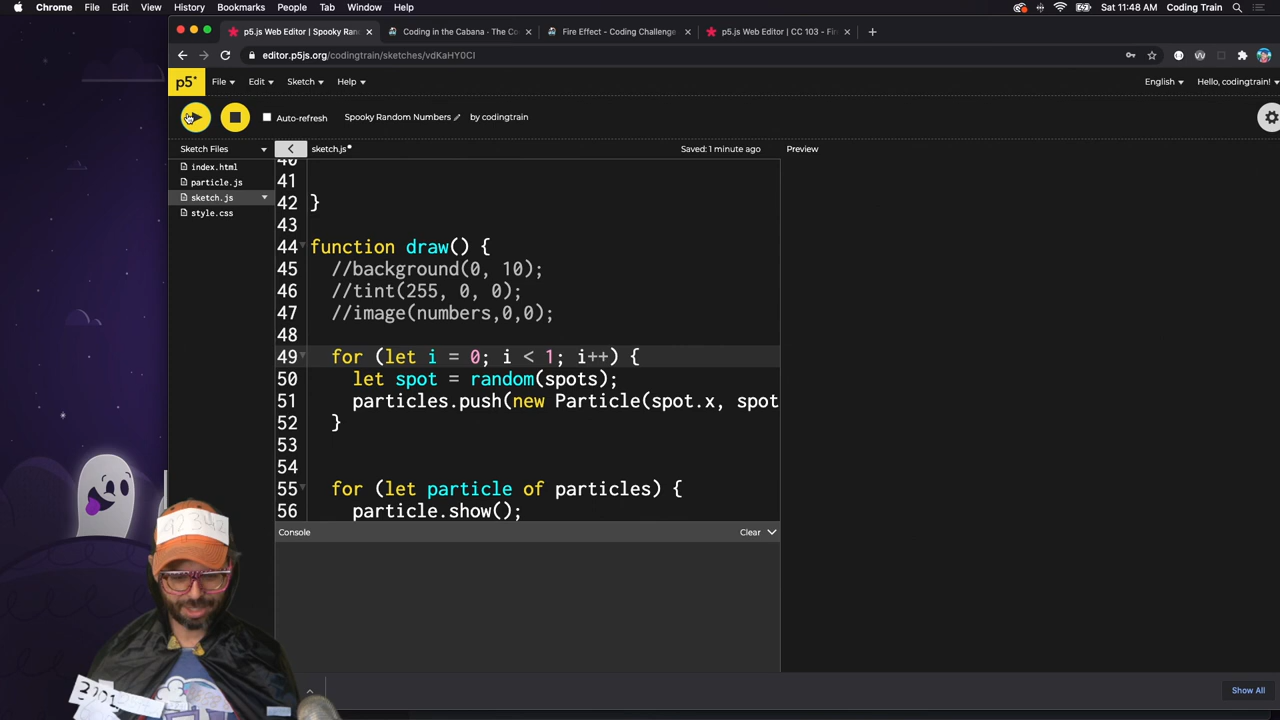 Chrome File Edit View History Bookmarks People Tab Window Help Sat 11:48 AM Coding Train
p5.js Web Editor | Spooky Ran × Coding in the Cabana · The Co × Fire Effect - Coding Challenge × p5.js Web Editor | CC 103 - Fir × +
editor.p5js.org/codingtrain/sketches/vdKaHY0CI
p5* File Edit Sketch Help English Hello, codingtrain!
Auto-refresh Spooky Random Numbers by codingtrain
Sketch Files sketch.js• Saved: 1 minute ago Preview
index.html
particle.js
sketch.js
style.css
40
41
42 }
43
44 function draw() {
45 //background(0, 10);
46 //tint(255, 0, 0);
47 //image(numbers,0,0);
48
49 for (let i = 0; i < 1; i++) {
50 let spot = random(spots);
51 particles.push(new Particle(spot.x, spot
52 }
53
54
55 for (let particle of particles) {
56 particle.show();
Console Clear
Show All